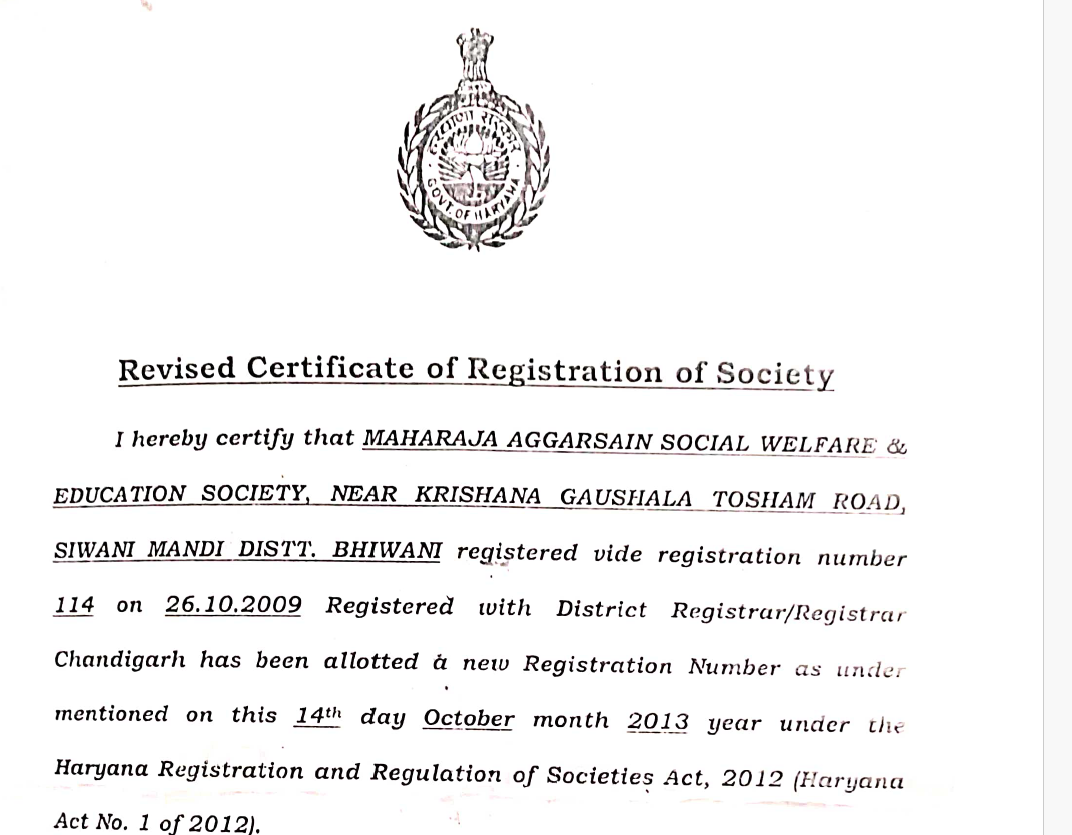 हरियाणा सरकार
GOVT. OF HARYANA
Revised Certificate of Registration of Society
I hereby certify that MAHARAJA AGGARSAIN SOCIAL WELFARE &
EDUCATION SOCIETY, NEAR KRISHANA GAUSHALA TOSHAM ROAD,
SIWANI MANDI DISTT. BHIWANI registered vide registration number
114 on 26.10.2009 Registered with District Registrar/Registrar
Chandigarh has been allotted a new Registration Number as under
mentioned on this 14th day October month 2013 year under the
Haryana Registration and Regulation of Societies Act, 2012 (Haryana
Act No. 1 of 2012).